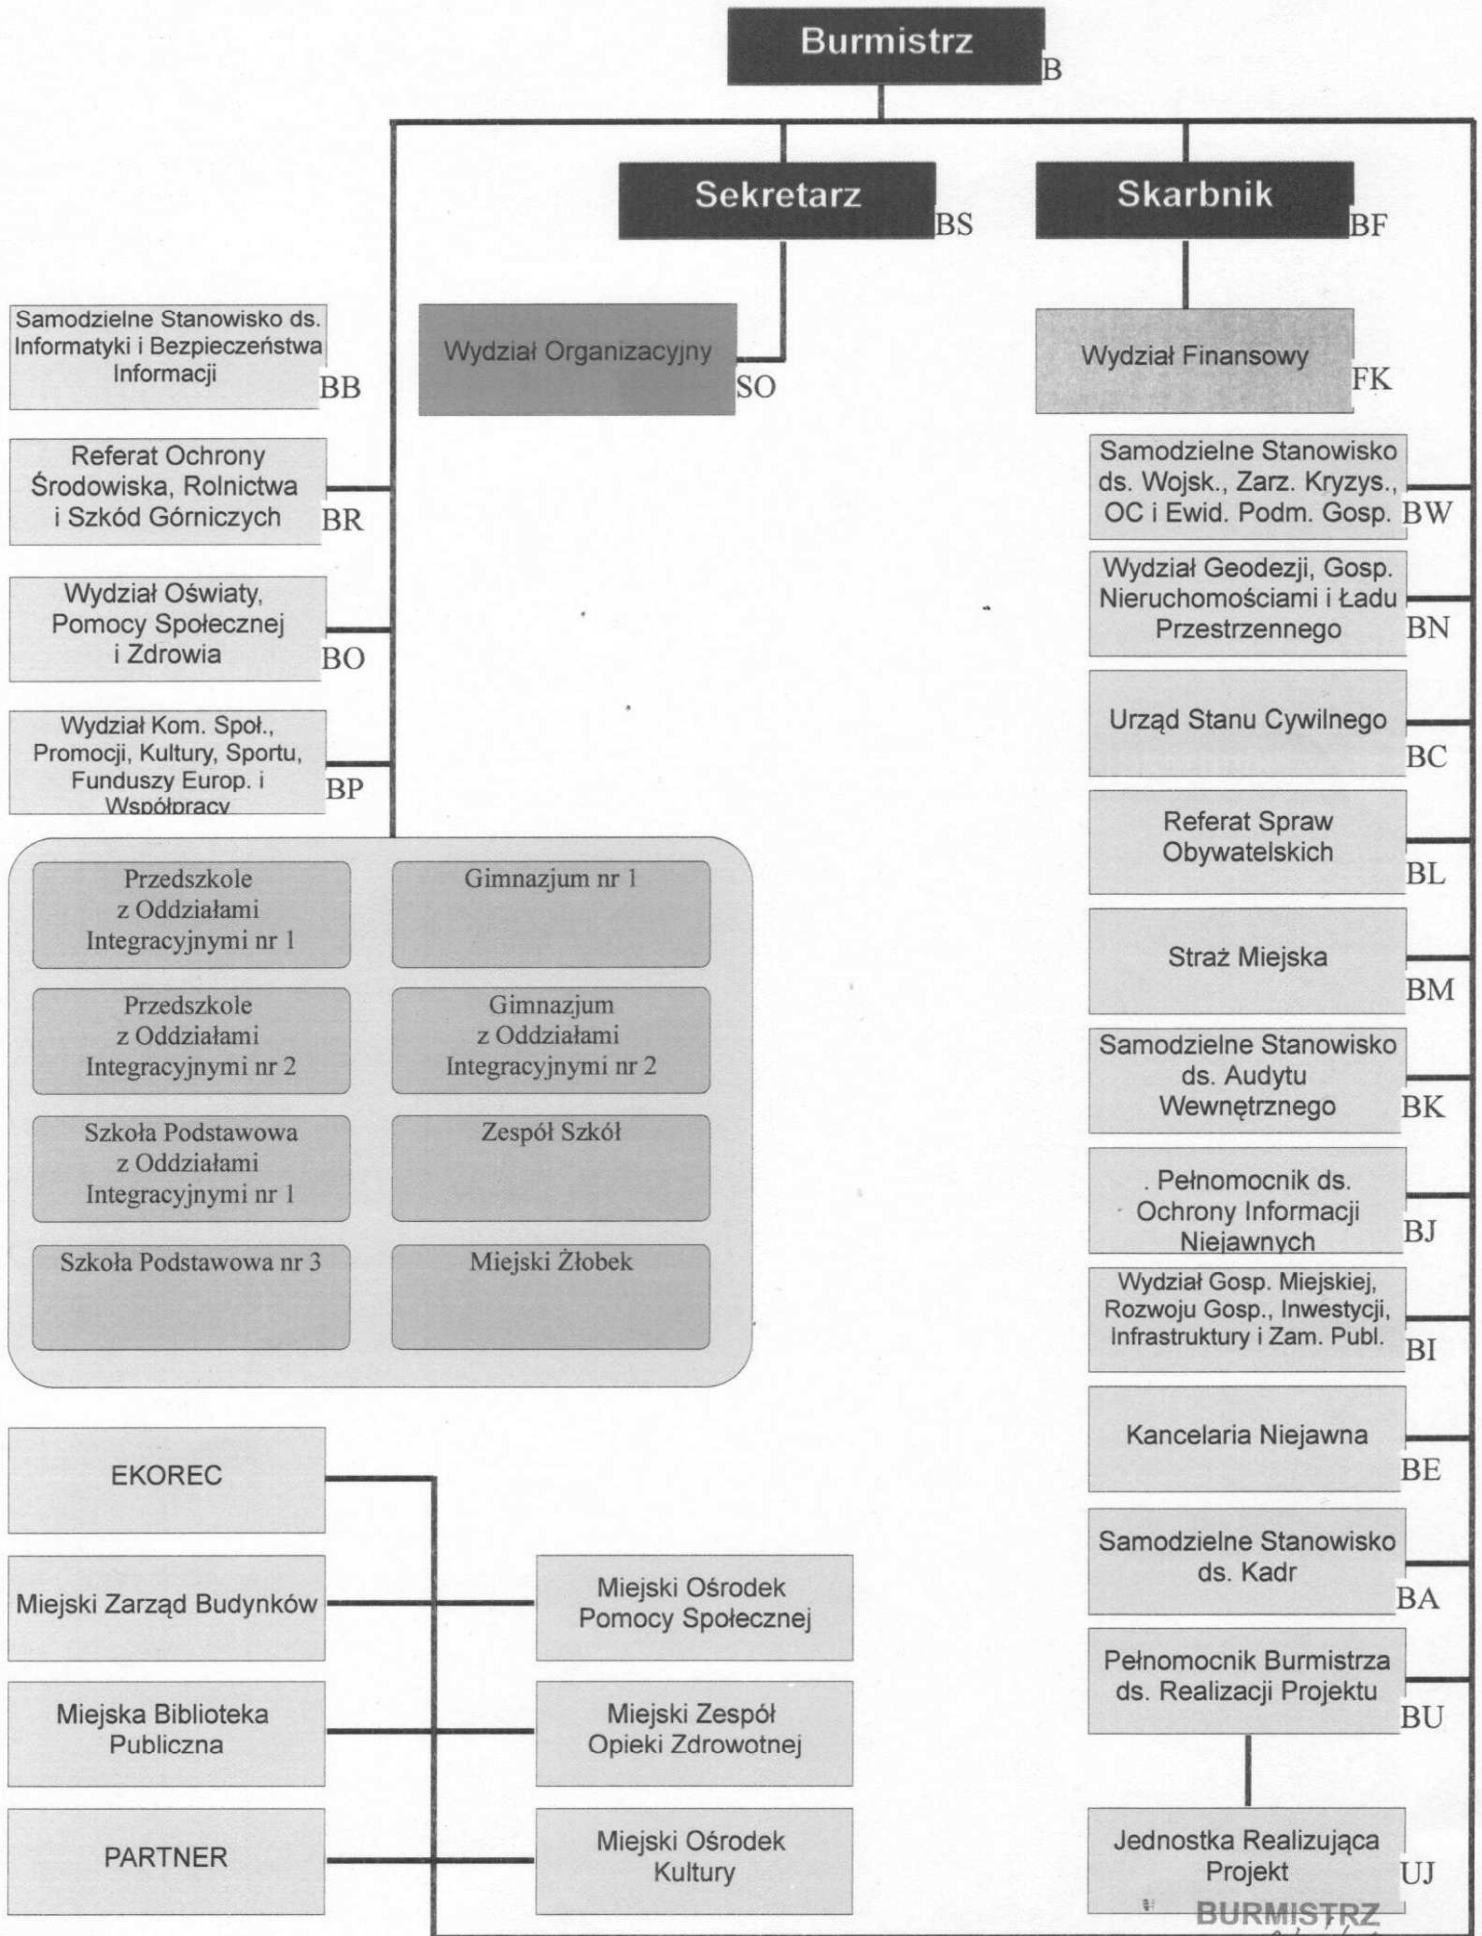 Burmistrz
B
Sekretarz
BS
Skarbnik
BF
Samodzielne Stanowisko ds.
Informatyki i Bezpieczeństwa
Informacji
BB
Wydział Organizacyjny
SO
Wydział Finansowy
FK
Referat Ochrony
Środowiska, Rolnictwa
i Szkód Górniczych
BR
Wydział Oświaty,
Pomocy Społecznej
i Zdrowia
BO
Wydział Kom. Społ.,
Promocji, Kultury, Sportu,
Funduszy Europ. i
Współpracy
BP
Przedszkole
z Oddziałami
Integracyjnymi nr 1
Gimnazjum nr 1
Przedszkole
z Oddziałami
Integracyjnymi nr 2
Gimnazjum
z Oddziałami
Integracyjnymi nr 2
Szkoła Podstawowa
z Oddziałami
Integracyjnymi nr 1
Zespół Szkół
Szkoła Podstawowa nr 3
Miejski Żłobek
EKOREC
Miejski Zarząd Budynków
Miejski Ośrodek
Pomocy Społecznej
Miejska Biblioteka
Publiczna
Miejski Zespół
Opieki Zdrowotnej
PARTNER
Miejski Ośrodek
Kultury
Samodzielne Stanowisko
ds. Wojsk., Zarz. Kryzys.,
OC i Ewid. Podm. Gosp.
BW
Wydział Geodezji, Gosp.
Nieruchomościami i Ładu
Przestrzennego
BN
Urząd Stanu Cywilnego
BC
Referat Spraw
Obywatelskich
BL
Straż Miejska
BM
Samodzielne Stanowisko
ds. Audytu
Wewnętrznego
BK
Pełnomocnik ds.
Ochrony Informacji
Niejawnych
BJ
Wydział Gosp. Miejskiej,
Rozwoju Gosp., Inwestycji,
Infrastruktury i Zam. Publ.
BI
Kancelaria Niejawna
BE
Samodzielne Stanowisko
ds. Kadr
BA
Pełnomocnik Burmistrza
ds. Realizacji Projektu
BU
Jednostka Realizująca
Projekt
UJ
BURMISTRZ